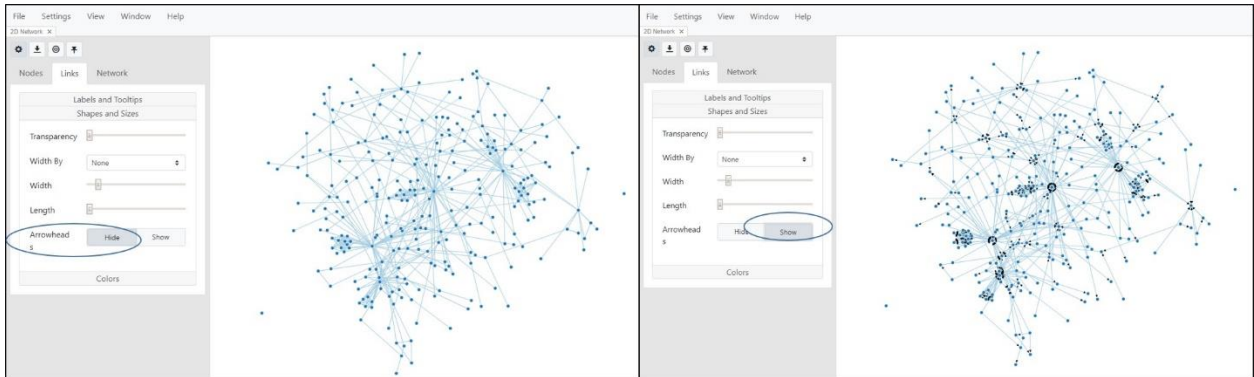 File Settings View Window Help
2D Network X
Nodes Links Network
Labels and Tooltips
Shapes and Sizes
Transparency
Width By None
Width
Length
Arrowhead
s
Hide Show
Colors
File Settings View Window Help
2D Network X
Nodes Links Network
Labels and Tooltips
Shapes and Sizes
Transparency
Width By None
Width
Length
Arrowhead
s
Hide Show
Colors